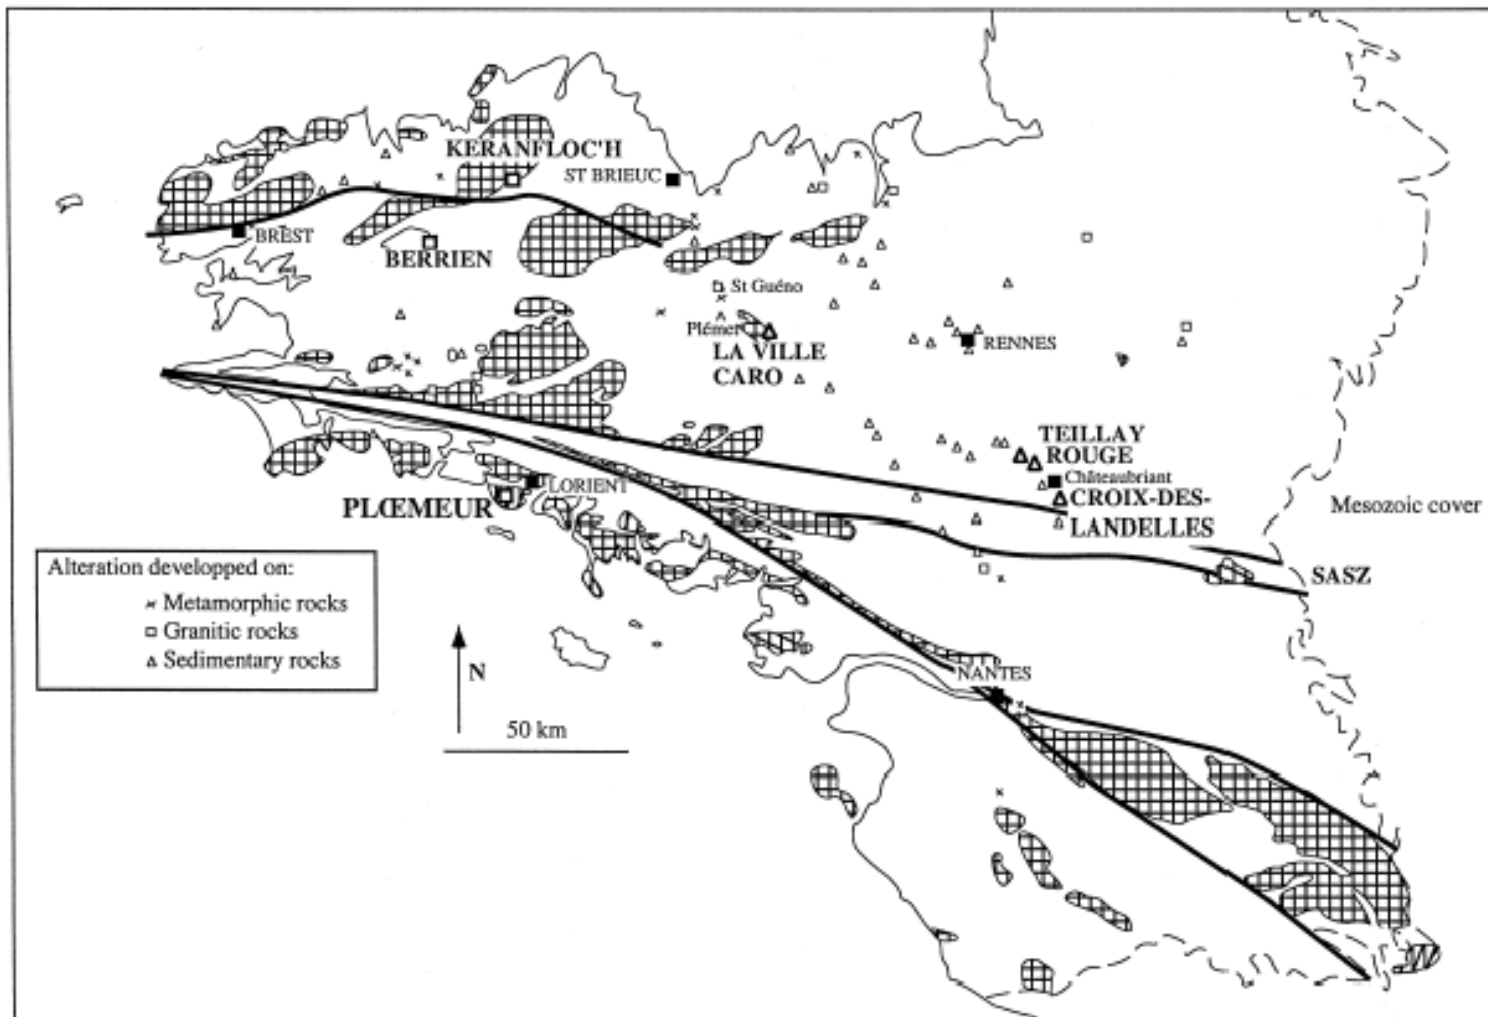 KERANFLOC'H
ST BRIEUC
BREST
BERRIEN
St Guéno
Plémet
LA VILLE
CARO
RENNES
TEILLAY
ROUGE
Châteaubriant
CROIX-DES-
LANDELLES
LORIENT
PLŒMEUR
Mesozoic cover
SASZ
Alteration developped on:
Metamorphic rocks
Granitic rocks
Sedimentary rocks
N
50 km
NANTES